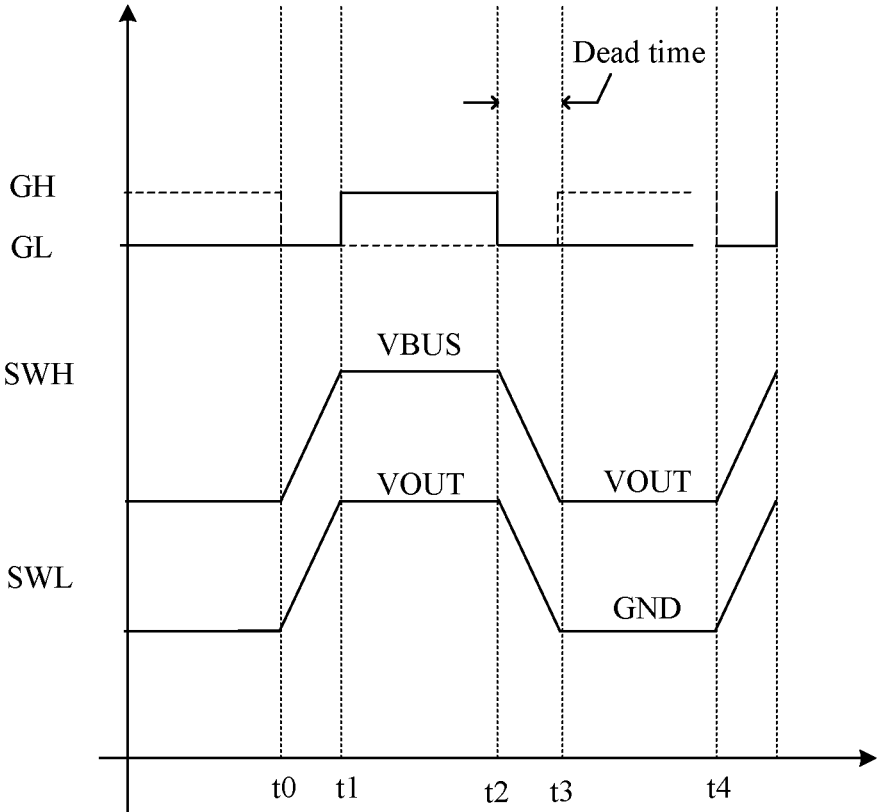 Dead time
GH
GL
VBUS
SWH
VOUT
VOUT
SWL
GND
t0
t1
t2
t3
t4